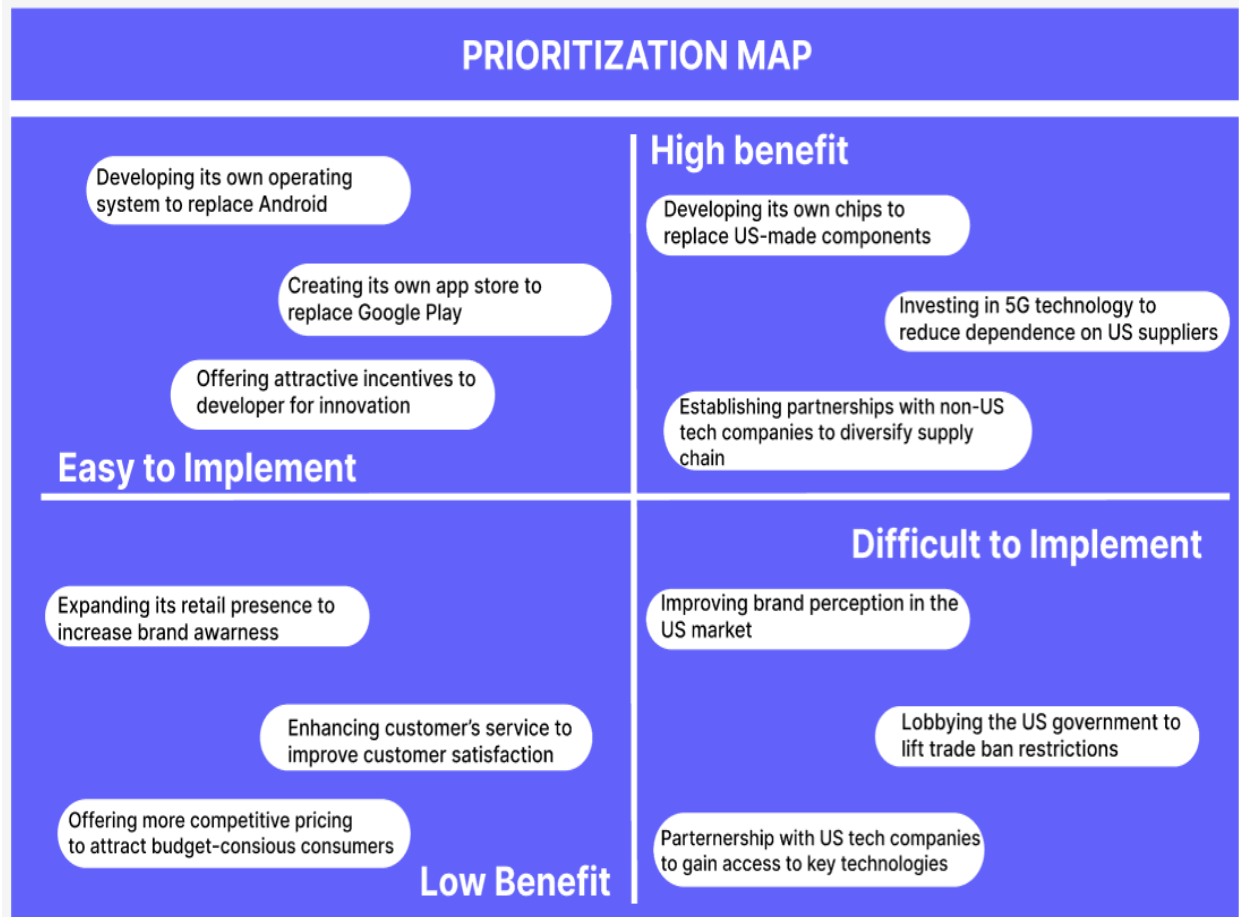 PRIORITIZATION MAP
Developing its own operating
system to replace Android
Creating its own app store to
replace Google Play
Offering attractive incentives to
developer for innovation
Easy to Implement
High benefit
Developing its own chips to
replace US-made components
Investing in 5G technology to
reduce dependence on US suppliers
Establishing partnerships with non-US
tech companies to diversify supply
chain
Expanding its retail presence to
increase brand awarness
Enhancing customer’s service to
improve customer satisfaction
Offering more competitive pricing
to attract budget-consious consumers
Low Benefit
Difficult to Implement
Improving brand perception in the
US market
Lobbying the US government to
lift trade ban restrictions
Parternership with US tech companies
to gain access to key technologies